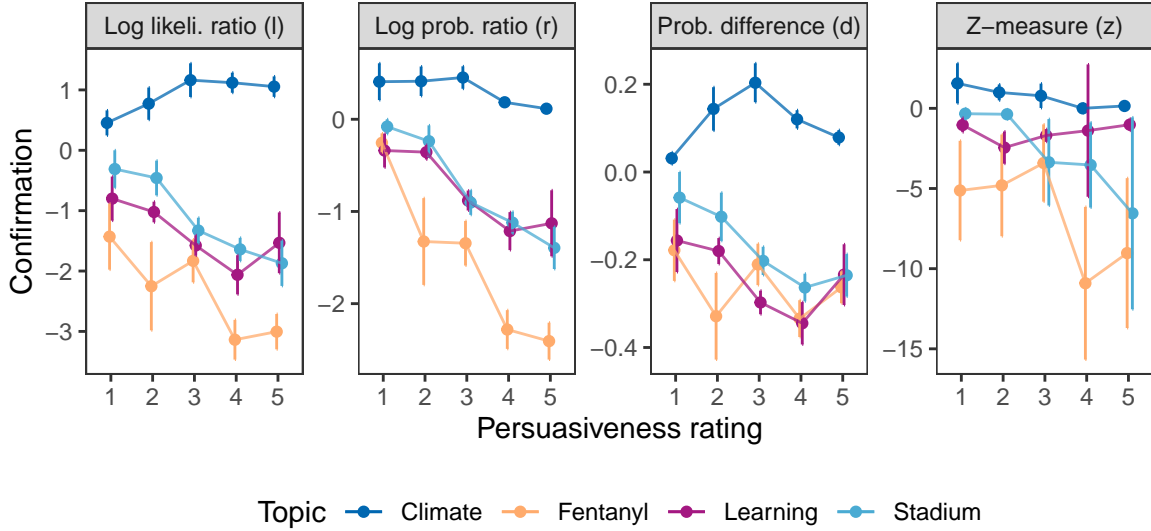 Log likeli. ratio (l)
Log prob. ratio (r)
Prob. difference (d)
Z−measure (z)
Confirmation
1
0
−1
−2
−3
0
−1
−2
0.2
0.0
−0.2
−0.4
0
−5
−10
−15
1 2 3 4 5
1 2 3 4 5
1 2 3 4 5
1 2 3 4 5
Persuasiveness rating
Topic Climate Fentanyl Learning Stadium